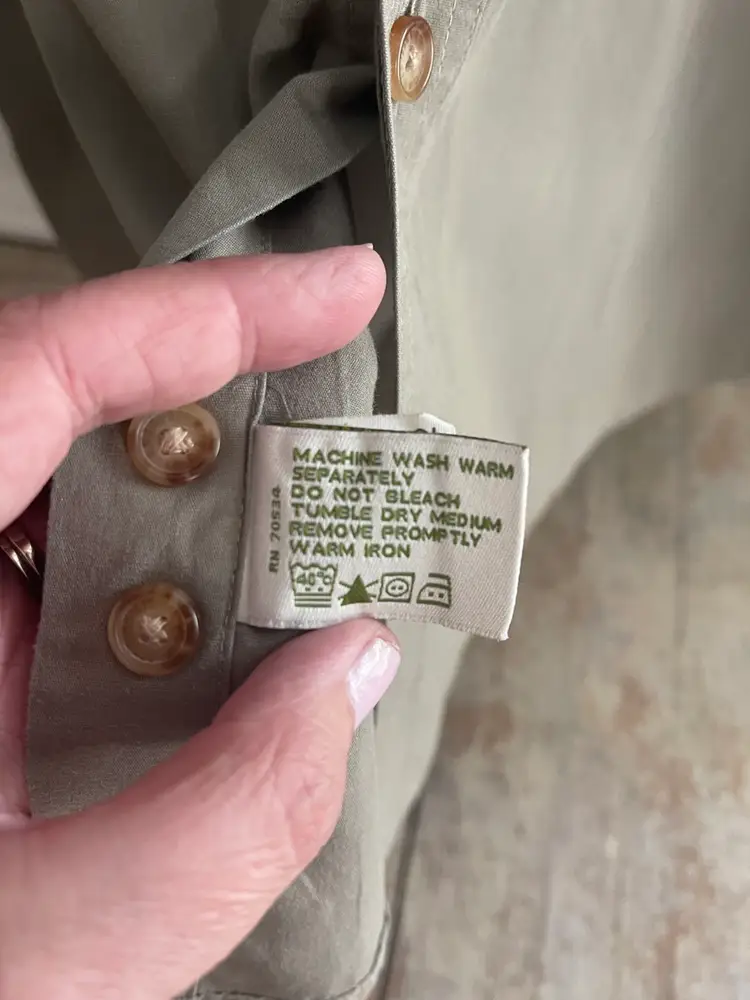 MACHINE WASH WARM
SEPARATELY
DO NOT BLEACH
TUMBLE DRY MEDIUM
REMOVE PROMPTLY
WARM IRON
40°C
RN 70534